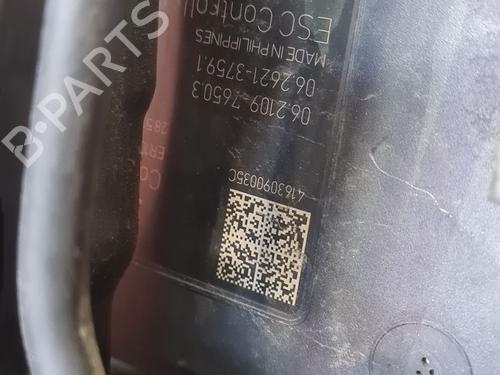 ESC Control
MADE IN PHILIPPINES
06.2621-3759.1
06.2109-7650.3
4163090035C
B-PARTS